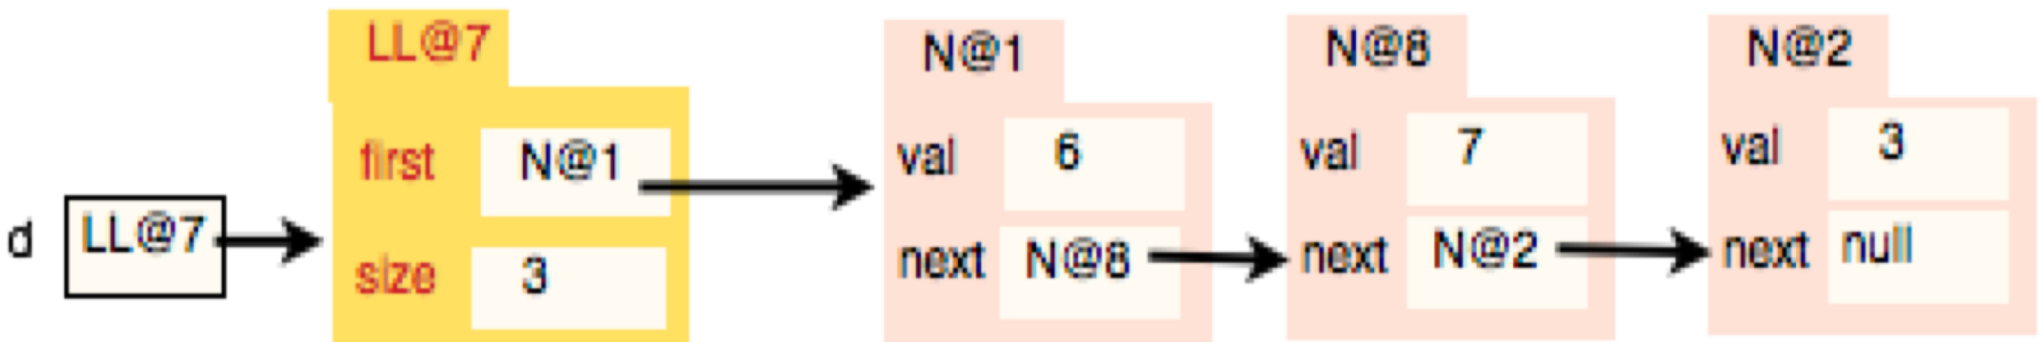 d LL@7
LL@7
first N@1
size 3
N@1
val 6
next N@8
N@8
val 7
next N@2
N@2
val 3
next null